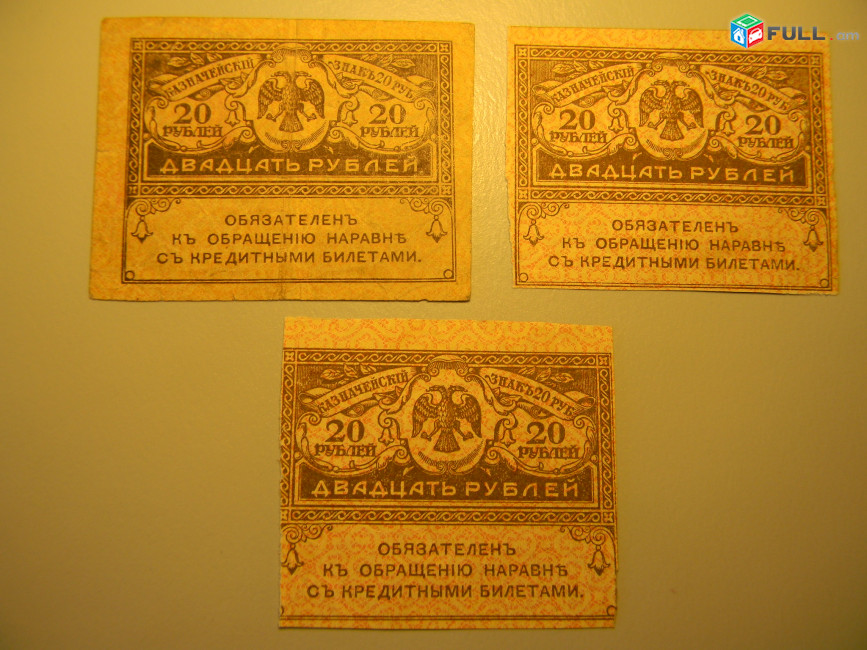 КАЗНАЧЕЙСКІЙ ЗНАКЪ 20 РУБ.
20 РУБЛЕЙ 20 РУБЛЕЙ
ДВАДЦАТЬ РУБЛЕЙ.
ОБЯЗАТЕЛЕНЪ
КЪ ОБРАЩЕНІЮ НАРАВНѢ
СЪ КРЕДИТНЫМИ БИЛЕТАМИ.
FULL.am
КАЗНАЧЕЙСКІЙ ЗНАКЪ 20 РУБ.
20 РУБЛЕЙ 20 РУБЛЕЙ
ДВАДЦАТЬ РУБЛЕЙ
ОБЯЗАТЕЛЕНЪ
КЪ ОБРАЩЕНІЮ НАРАВНѢ
СЪ КРЕДИТНЫМИ БИЛЕТАМИ.
КАЗНАЧЕЙСКІЙ ЗНАКЪ 20 РУБ.
20 РУБЛЕЙ 20 РУБЛЕЙ
ДВАДЦАТЬ РУБЛЕЙ
ОБЯЗАТЕЛЕНЪ
КЪ ОБРАЩЕНІЮ НАРАВНѢ
СЪ КРЕДИТНЫМИ БИЛЕТАМИ.